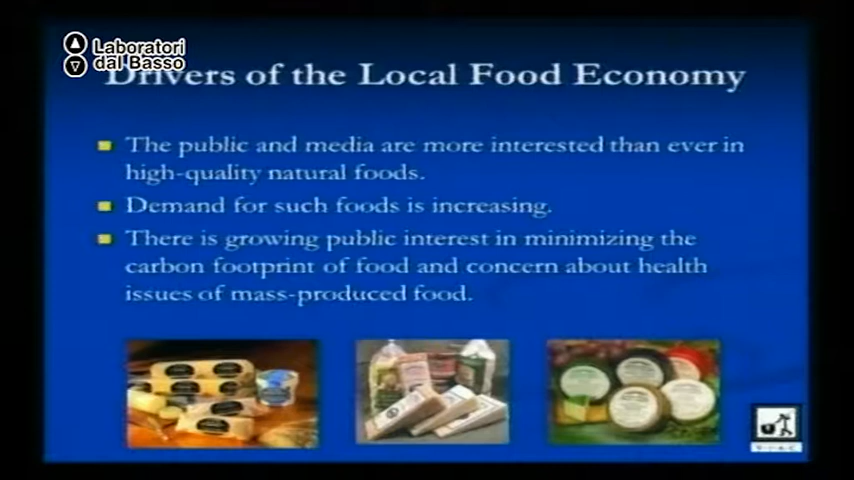 Laboratori
dal Basso
Drivers of the Local Food Economy
The public and media are more interested than ever in
high-quality natural foods.
Demand for such foods is increasing.
There is growing public interest in minimizing the
carbon footprint of food and concern about health
issues of mass-produced food.